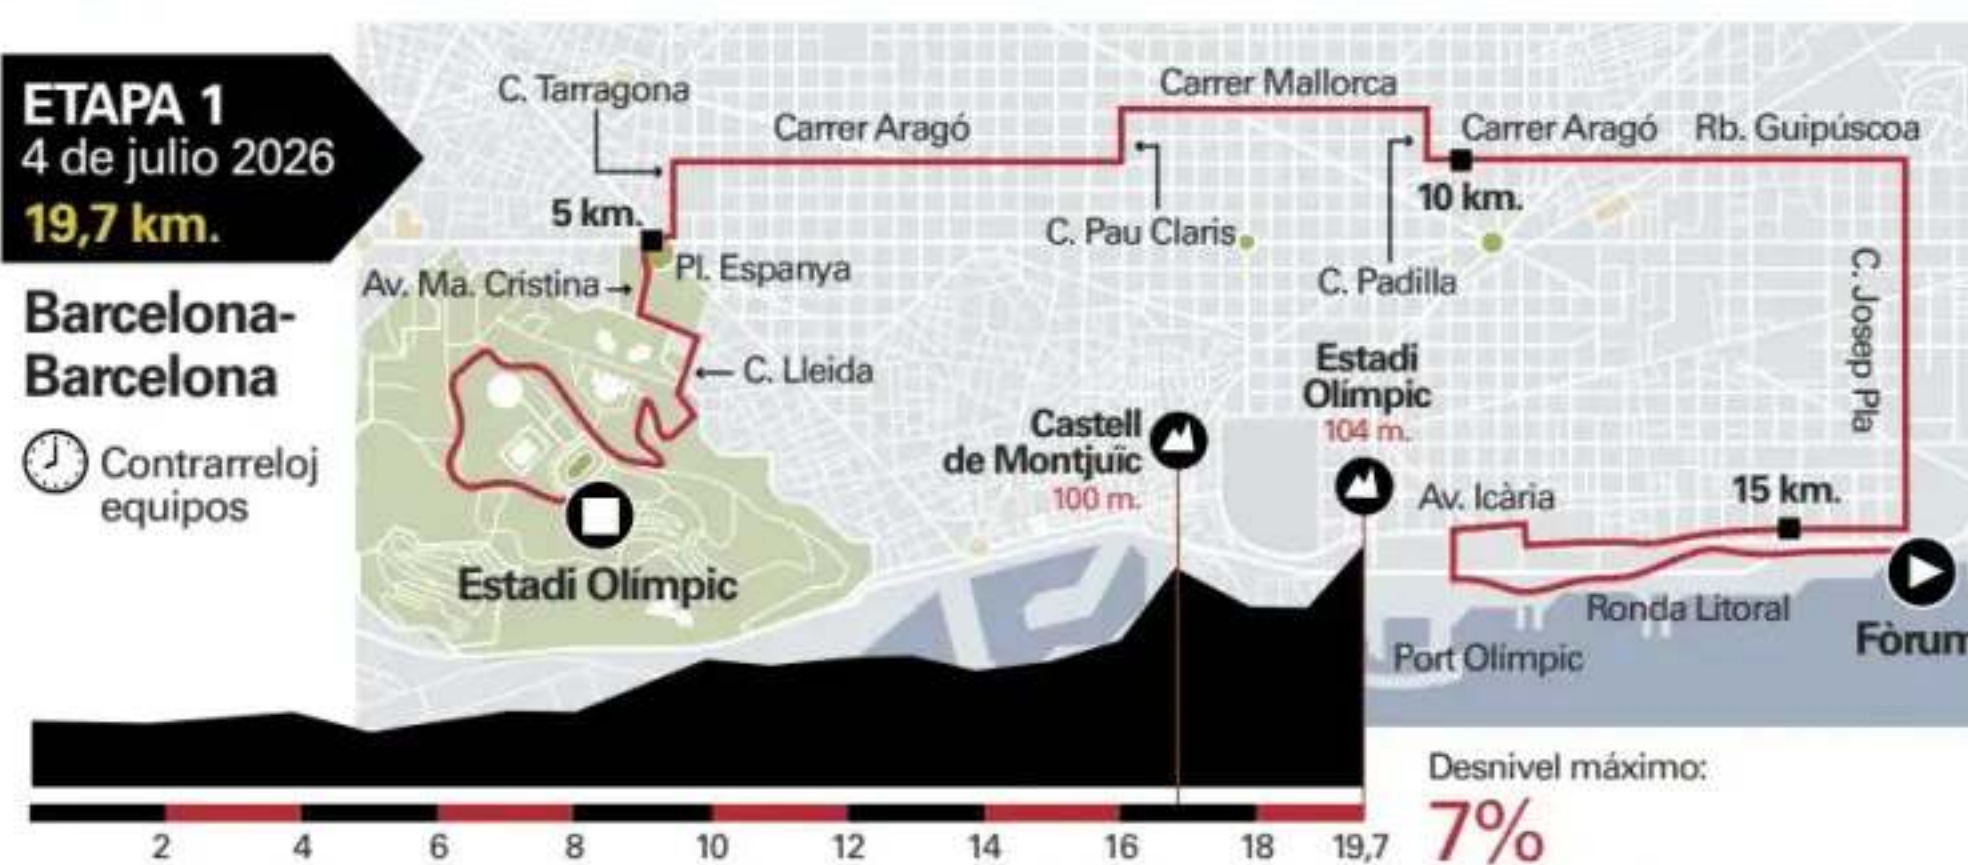 ETAPA 1
4 de julio 2026
19,7 km.
Barcelona-
Barcelona
Contrarreloj
equipos
C. Tarragona
Carrer Aragó
Carrer Mallorca
Carrer Aragó
Rb. Guipúscoa
5 km.
10 km.
C. Pau Claris
C. Padilla
Av. Ma. Cristina
Pl. Espanya
C. Lleida
C. Josep Pla
Estadi
Olímpic
104 m.
Castell
de Montjuïc
100 m.
Av. Icària
15 km.
Estadi Olímpic
Ronda Litoral
Fòrum
Port Olímpic
Desnivel máximo:
7%
2 4 6 8 10 12 14 16 18 19,7